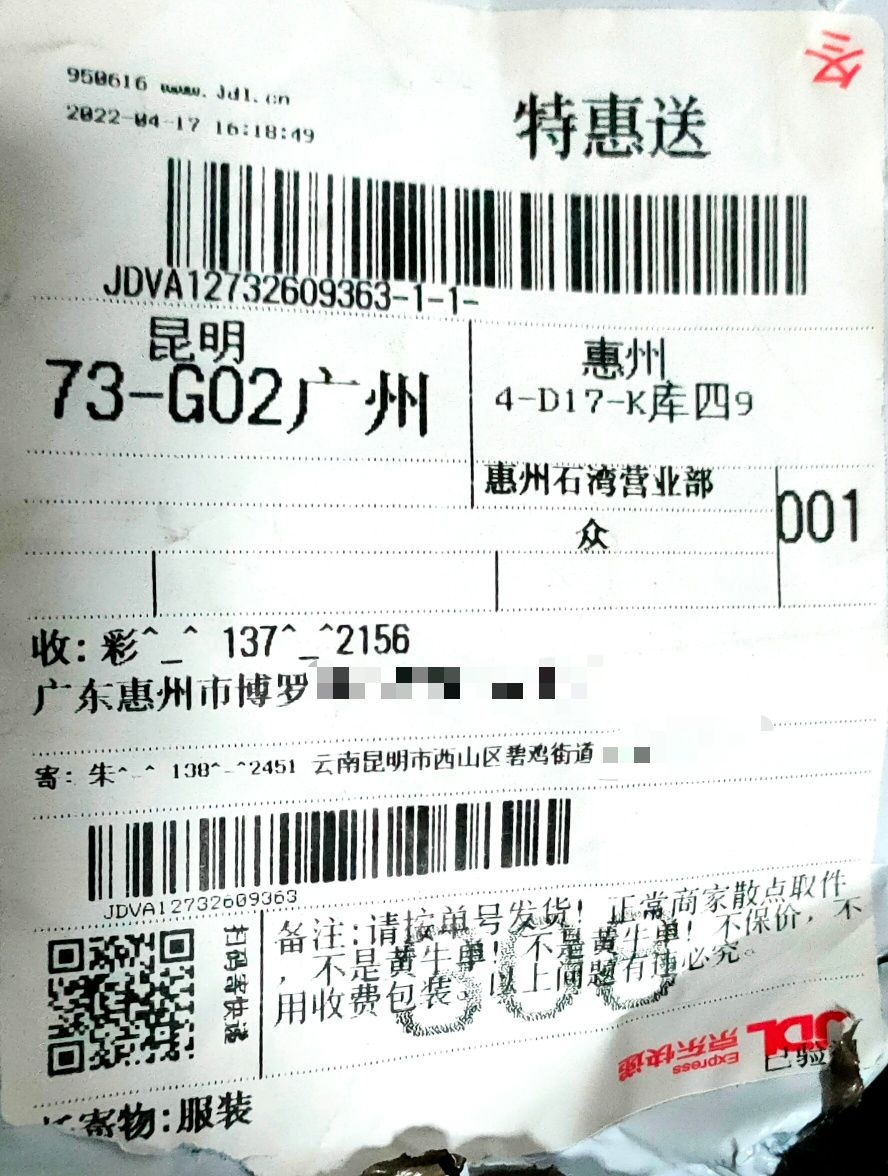 950616 www.Jdl.cn
2022-04-17 16:18:49
特惠送
JDVA12732609363-1-1-
昆明
73-G02广州
惠州
4-D17-K库四9
惠州石湾营业部
众
001
收: 彩^_^ 137^_^2156
广东惠州市博罗
寄: 朱^_^ 138^_^2451 云南昆明市西山区碧鸡街道
JDVA12732609363
扫码寄快递
备注:请按单号发货! 正常商家散点取件
, 不是黄牛单! 不是黄牛单! 不保价, 不
用收费包装。以上问题有违必究。
JDL
京东快递
Express
已验
寄物:服装